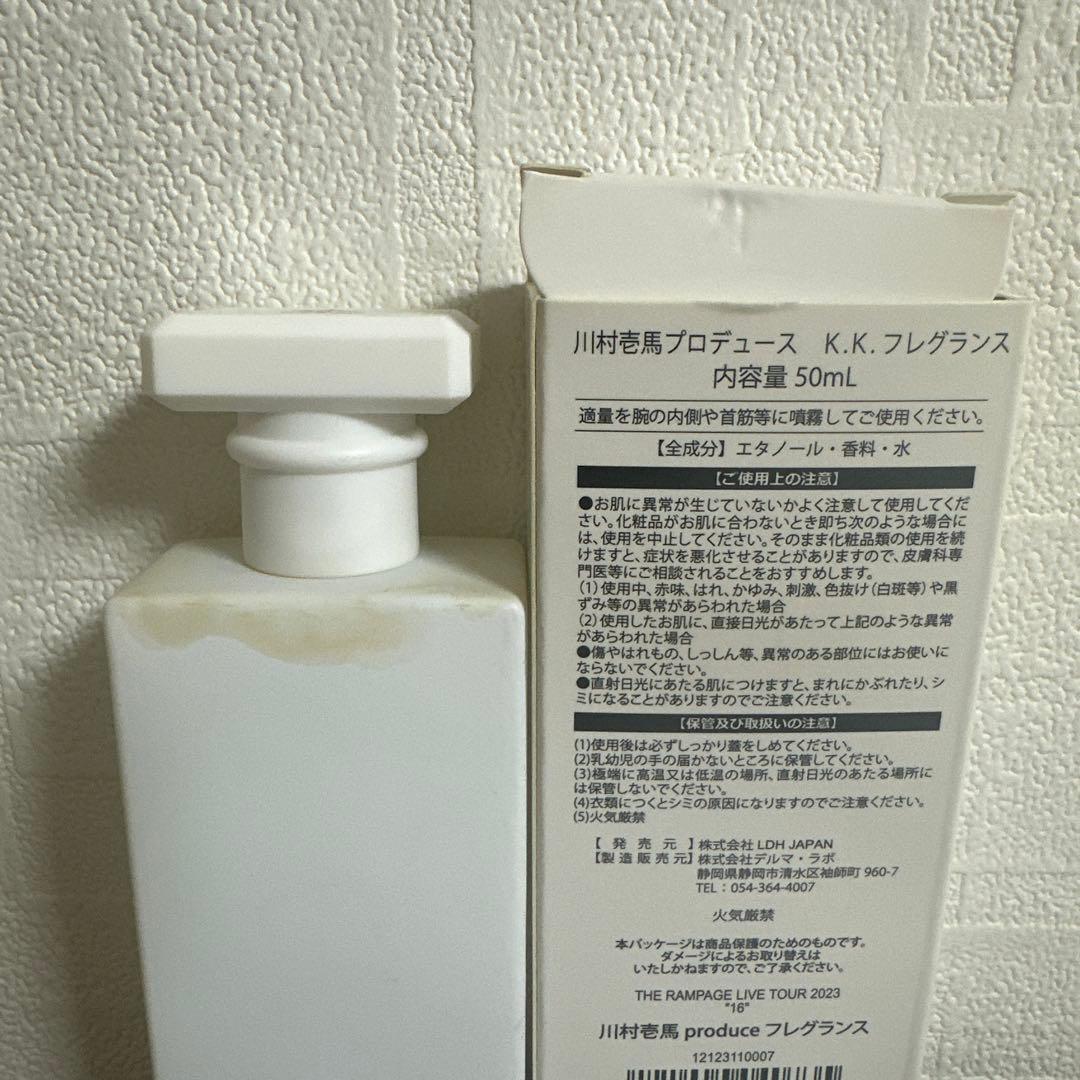 川村壱馬プロデュース　K.K.フレグランス
内容量 50mL
適量を腕の内側や首筋等に噴霧してご使用ください。
【全成分】エタノール・香料・水
【ご使用上の注意】
●お肌に異常が生じていないかよく注意して使用してくだ
さい。化粧品がお肌に合わないとき即ち次のような場合に
は、使用を中止してください。そのまま化粧品類の使用を続
けますと、症状を悪化させることがありますので、皮膚科専
門医等にご相談されることをおすすめします。
(1)使用中、赤味、はれ、かゆみ、刺激、色抜け(白斑等)や黒
ずみ等の異常があらわれた場合
(2)使用したお肌に、直接日光があたって上記のような異常
があらわれた場合
●傷やはれもの、しっしん等、異常のある部位にはお使いに
ならないでください。
●直射日光にあたる肌につけますと、まれにかぶれたり、シ
ミになることがありますのでご注意ください。
【保管及び取扱いの注意】
(1)使用後は必ずしっかり蓋をしめてください。
(2)乳幼児の手の届かないところに保管してください。
(3)極端に高温又は低温の場所、直射日光のあたる場所に
は保管しないでください。
(4)衣類につくとシミの原因になりますのでご注意ください。
(5)火気厳禁
【 発 売 元 】株式会社 LDH JAPAN
【製造販売元】株式会社デルマ・ラボ
静岡県静岡市清水区袖師町 960-7
TEL：054-364-4007
火気厳禁
本パッケージは商品保護のためのものです。
ダメージによるお取り替えは
いたしかねますので、ご了承ください。
THE RAMPAGE LIVE TOUR 2023
"16"
川村壱馬 produce フレグランス
12123110007